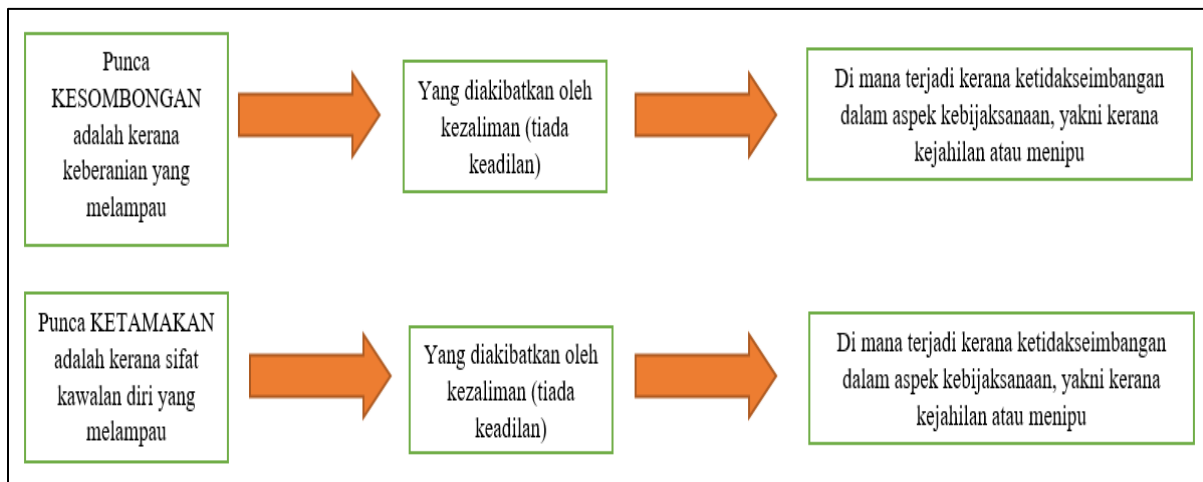 Punca
KESOMBONGAN
adalah kerana
keberanian yang
melampau
Yang diakibatkan oleh
kezaliman (tiada
keadilan)
Di mana terjadi kerana ketidakseimbangan
dalam aspek kebijaksanaan, yakni kerana
kejahilan atau menipu
Punca KETAMAKAN
adalah kerana sifat
kawalan diri yang
melampau
Yang diakibatkan oleh
kezaliman (tiada
keadilan)
Di mana terjadi kerana ketidakseimbangan
dalam aspek kebijaksanaan, yakni kerana
kejahilan atau menipu